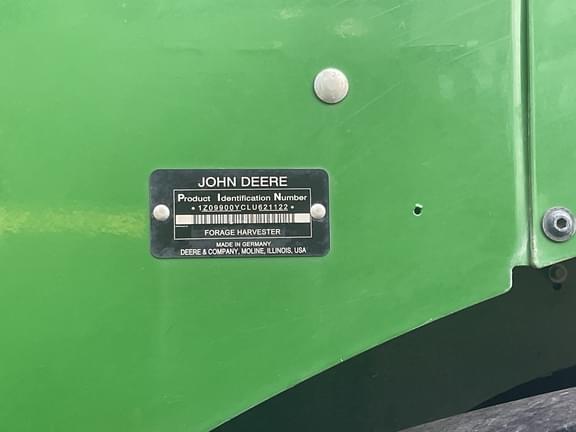 JOHN DEERE
Product Identification Number
* 1Z09900YCLU621122 *
FORAGE HARVESTER
MADE IN GERMANY
DEERE & COMPANY, MOLINE, ILLINOIS, USA